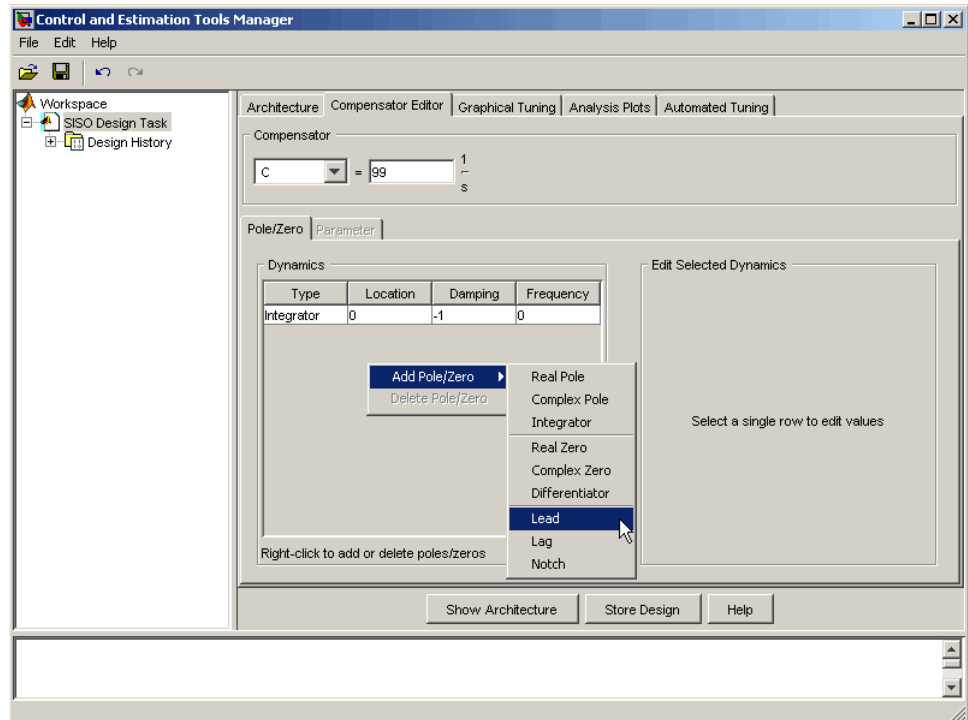 Control and Estimation Tools Manager
File Edit Help
Workspace
SISO Design Task
Design History
Architecture Compensator Editor Graphical Tuning Analysis Plots Automated Tuning
Compensator
C = 99 1
s
Pole/Zero Parameter
Dynamics
Type Location Damping Frequency
Integrator 0 -1 0
Add Pole/Zero
Delete Pole/Zero
Real Pole
Complex Pole
Integrator
Real Zero
Complex Zero
Differentiator
Lead
Lag
Notch
Right-click to add or delete poles/zeros
Edit Selected Dynamics
Select a single row to edit values
Show Architecture Store Design Help